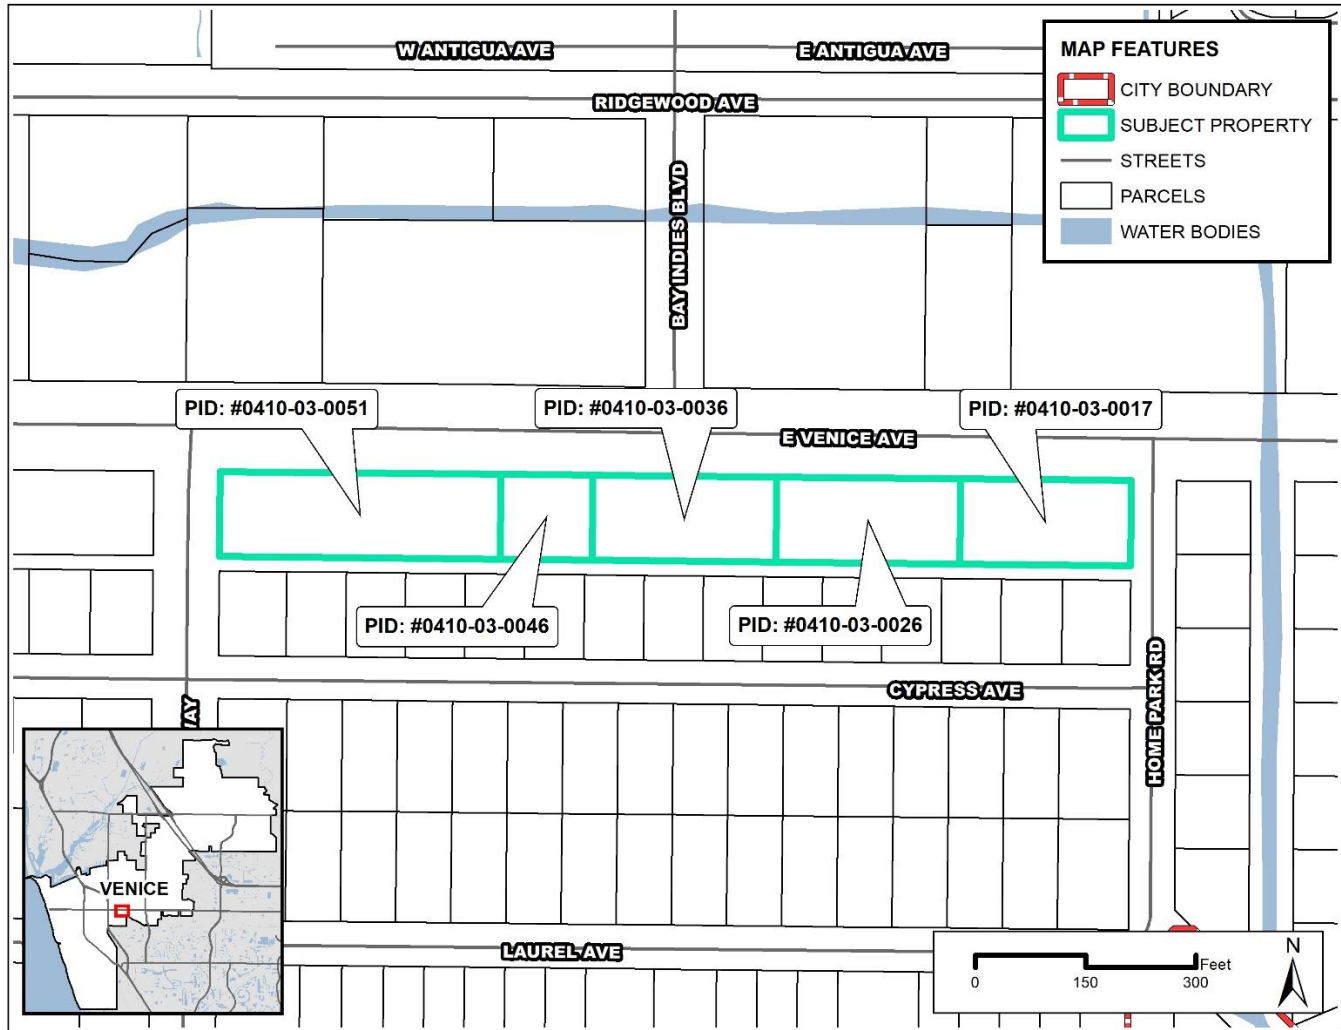 W ANTIGUA AVE
E ANTIGUA AVE
RIDGEWOOD AVE
BAY INDIES BLVD
MAP FEATURES
CITY BOUNDARY
SUBJECT PROPERTY
STREETS
PARCELS
WATER BODIES
PID: #0410-03-0051
PID: #0410-03-0036
PID: #0410-03-0017
E VENICE AVE
PID: #0410-03-0046
PID: #0410-03-0026
CYPRESS AVE
HOME PARK RD
VENICE
LAUREL AVE
N
Feet
0
150
300